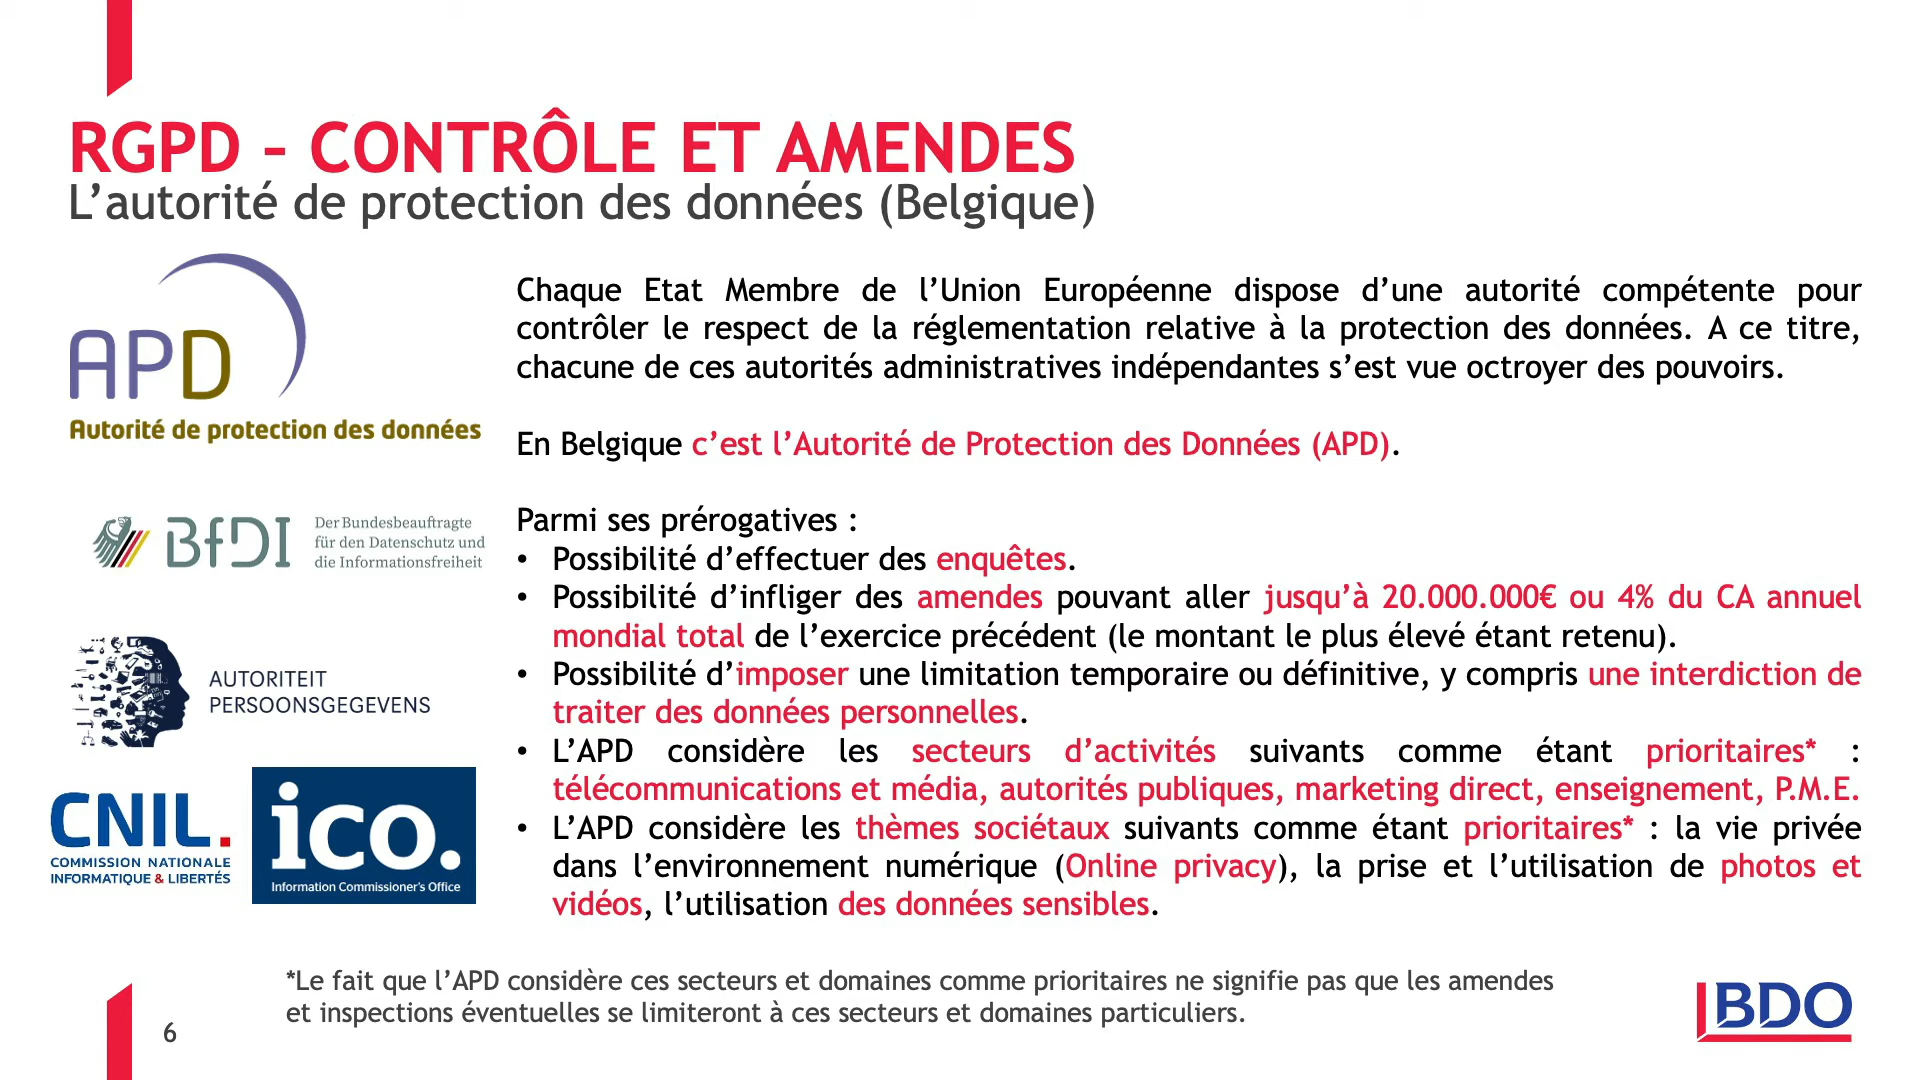 RGPD – CONTRÔLE ET AMENDES
L’autorité de protection des données (Belgique)
APD
Autorité de protection des données
Chaque Etat Membre de l’Union Européenne dispose d’une autorité compétente pour
contrôler le respect de la réglementation relative à la protection des données. A ce titre,
chacune de ces autorités administratives indépendantes s’est vue octroyer des pouvoirs.
En Belgique c’est l’Autorité de Protection des Données (APD).
BfDI
Der Bundesbeauftragte
für den Datenschutz und
die Informationsfreiheit
Parmi ses prérogatives :
• Possibilité d’effectuer des enquêtes.
• Possibilité d’infliger des amendes pouvant aller jusqu’à 20.000.000€ ou 4% du CA annuel
mondial total de l’exercice précédent (le montant le plus élevé étant retenu).
• Possibilité d’imposer une limitation temporaire ou définitive, y compris une interdiction de
traiter des données personnelles.
• L’APD considère les secteurs d’activités suivants comme étant prioritaires* :
télécommunications et média, autorités publiques, marketing direct, enseignement, P.M.E.
• L’APD considère les thèmes sociétaux suivants comme étant prioritaires* : la vie privée
dans l’environnement numérique (Online privacy), la prise et l’utilisation de photos et
vidéos, l’utilisation des données sensibles.
AUTORITEIT
PERSOONSGEGEVENS
CNIL.
COMMISSION NATIONALE
INFORMATIQUE & LIBERTÉS
ico.
Information Commissioner's Office
*Le fait que l’APD considère ces secteurs et domaines comme prioritaires ne signifie pas que les amendes
et inspections éventuelles se limiteront à ces secteurs et domaines particuliers.
6
BDO